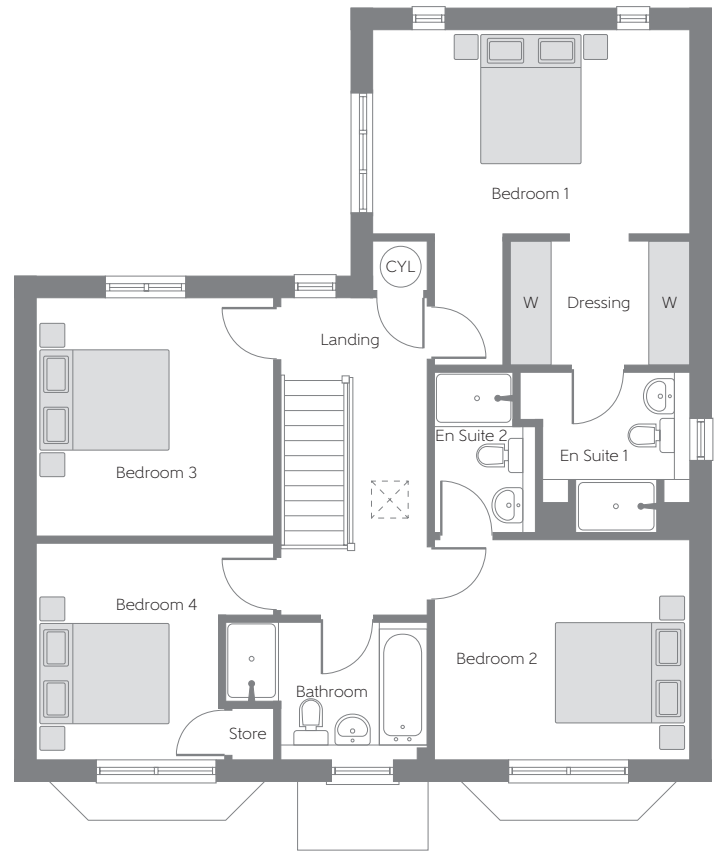 Bedroom 1
CYL
W
Dressing
W
Landing
En Suite 2
En Suite 1
Bedroom 3
Bedroom 4
Bedroom 2
Bathroom
Store